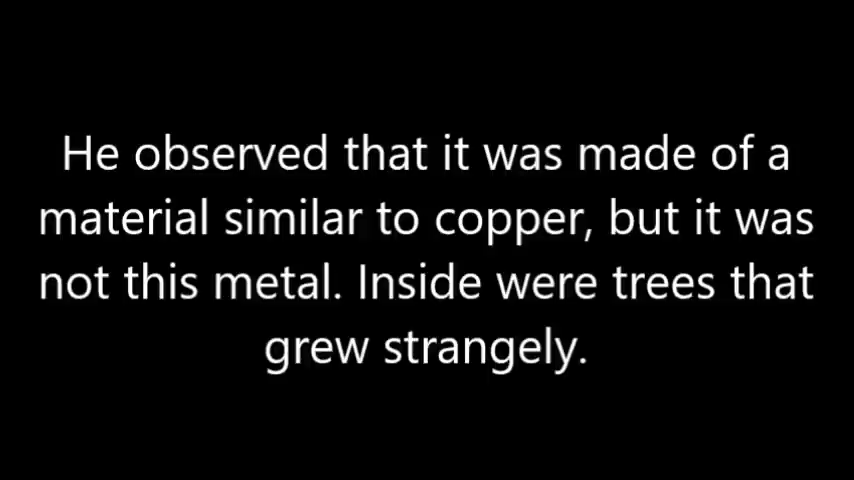 He observed that it was made of a
material similar to copper, but it was
not this metal. Inside were trees that
grew strangely.